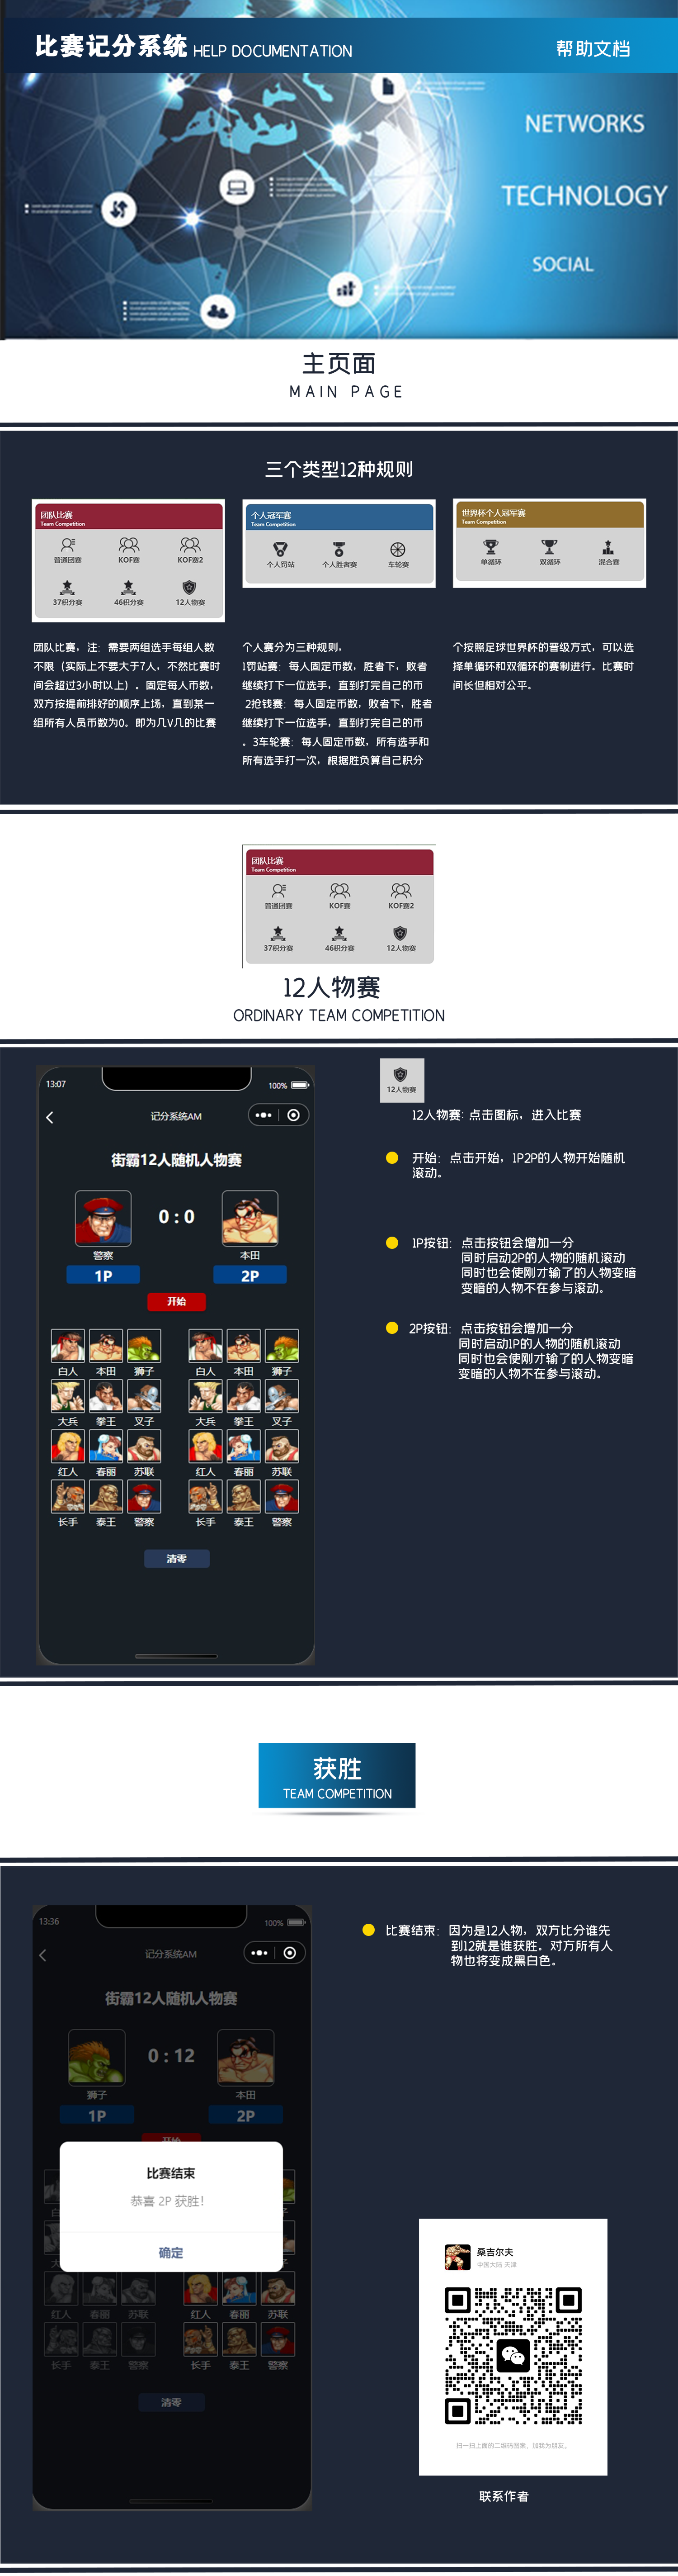 比赛记分系统 HELP DOCUMENTATION
帮助文档
NETWORKS
TECHNOLOGY
SOCIAL
主页面
MAIN PAGE
三个类型12种规则
团队比赛
Team Competition
普通团赛 KOF赛 KOF赛2
37积分赛 46积分赛 12人物赛
个人冠军赛
Team Competition
个人罚站 个人胜者赛 车轮赛
世界杯个人冠军赛
Team Competition
单循环 双循环 混合赛
团队比赛，注：需要两组选手每组人数
不限（实际上不要大于7人，不然比赛时
间会超过3小时以上）。固定每人币数，
双方按提前排好的顺序上场，直到某一
组所有人员币数为0。即为几V几的比赛
个人赛分为三种规则，
1罚站赛：每人固定币数，胜者下，败者
继续打下一位选手，直到打完自己的币
2抢钱赛：每人固定币数，败者下，胜者
继续打下一位选手，直到打完自己的币
。3车轮赛：每人固定币数，所有选手和
所有选手打一次，根据胜负算自己积分
个按照足球世界杯的晋级方式，可以选
择单循环和双循环的赛制进行。比赛时
间长但相对公平。
团队比赛
Team Competition
普通团赛 KOF赛 KOF赛2
37积分赛 46积分赛 12人物赛
12人物赛
ORDINARY TEAM COMPETITION
13:07 100%
记分系统AM
街霸12人随机人物赛
0 : 0
警察 本田
1P 2P
开始
白人 本田 狮子 白人 本田 狮子
大兵 拳王 叉子 大兵 拳王 叉子
红人 春丽 苏联 红人 春丽 苏联
长手 泰王 警察 长手 泰王 警察
清零
12人物赛
12人物赛：点击图标，进入比赛
开始：点击开始，1P2P的人物开始随机
滚动。
1P按钮：点击按钮会增加一分
同时启动2P的人物的随机滚动
同时也会使刚才输了的人物变暗
变暗的人物不在参与滚动。
2P按钮：点击按钮会增加一分
同时启动1P的人物的随机滚动
同时也会使刚才输了的人物变暗
变暗的人物不在参与滚动。
获胜
TEAM COMPETITION
13:36 100%
记分系统AM
街霸12人随机人物赛
0 : 12
狮子 本田
1P 2P
开始
比赛结束
恭喜 2P 获胜！
确定
红人 春丽 苏联 红人 春丽 苏联
长手 泰王 警察 长手 泰王 警察
清零
比赛结束：因为是12人物，双方比分谁先
到12就是谁获胜。对方所有人
物也将变成黑白色。
桑吉尔夫
中国大陆 天津
扫一扫上面的二维码图案，加我为朋友。
联系作者